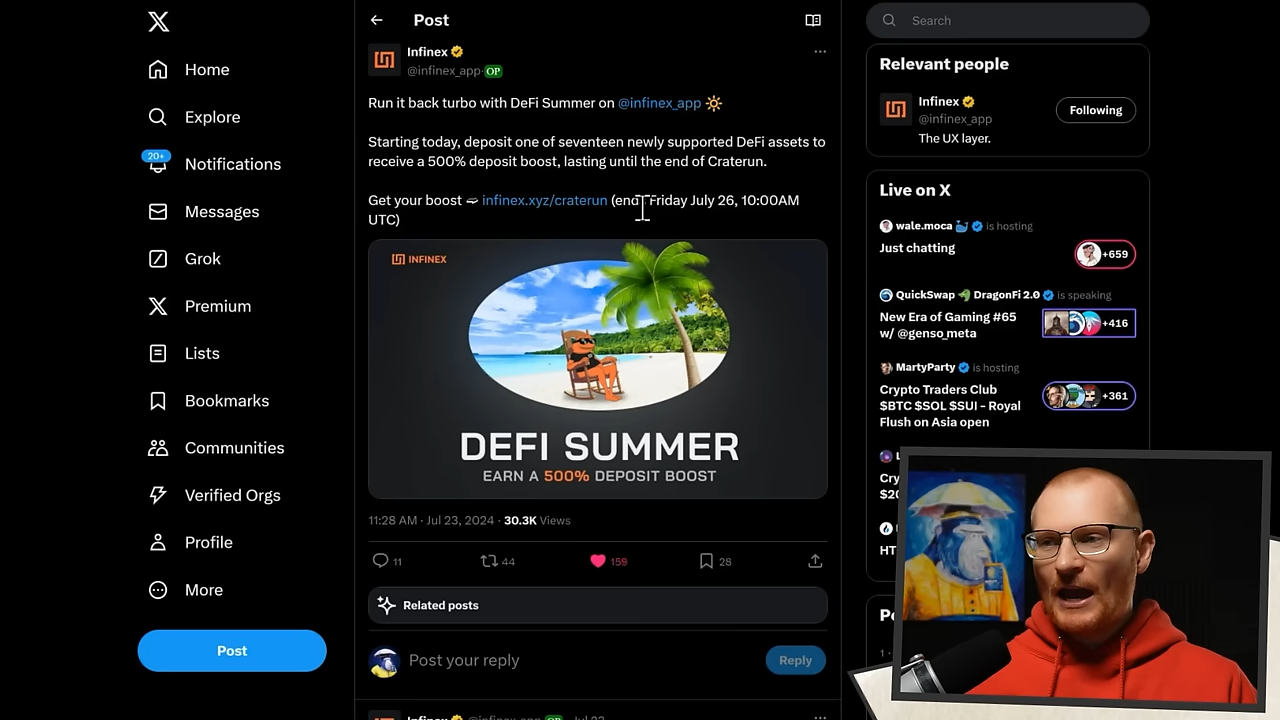 Home
Explore
20+
Notifications
Messages
Grok
Premium
Lists
Bookmarks
Communities
Verified Orgs
Profile
More
Post
Post
Infinex
@infinex_app· OP
Run it back turbo with DeFi Summer on @infinex_app
Starting today, deposit one of seventeen newly supported DeFi assets to
receive a 500% deposit boost, lasting until the end of Craterun.
Get your boost infinex.xyz/craterun (end Friday July 26, 10:00AM
UTC)
INFINEX
DEFI SUMMER
EARN A 500% DEPOSIT BOOST
11:28 AM · Jul 23, 2024 · 30.3K Views
11
44
159
28
Related posts
Post your reply
Reply
Infinex @infinex_app OP · Jul 23
Search
Relevant people
Infinex
@infinex_app
The UX layer.
Following
Live on X
wale.moca is hosting
Just chatting
+659
QuickSwap DragonFi 2.0 is speaking
New Era of Gaming #65
w/ @genso_meta
+416
MartyParty is hosting
Crypto Traders Club
$BTC $SOL $SUI - Royal
Flush on Asia open
+361